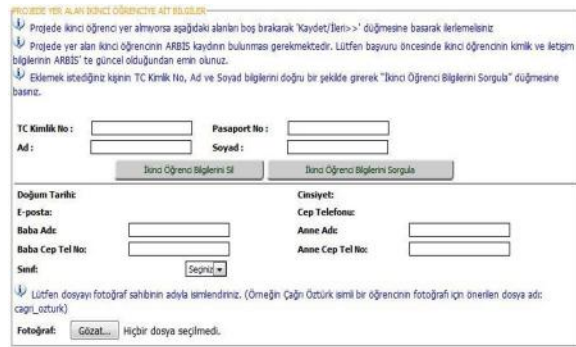 PROJEDE YER ALAN İKİNCİ ÖĞRENCİYE AİT BİLGİLER
Projede ikinci öğrenci yer almıyorsa aşağıdaki alanları boş bırakarak 'Kaydet/İleri>>' düğmesine basarak ilerlemelisiniz
Projede yer alan ikinci öğrencinin ARBİS kaydının bulunması gerekmektedir. Lütfen başvuru öncesinde ikinci öğrencinin kimlik ve iletişim
bilgilerinin ARBİS' te güncel olduğundan emin olunuz.
Eklemek istediğiniz kişinin TC Kimlik No, Ad ve Soyad bilgilerini doğru bir şekilde girerek "İkinci Öğrenci Bilgilerini Sorgula" düğmesine
basınız.
TC Kimlik No : Pasaport No :
Ad : Soyad :
İkinci Öğrenci Bilgilerini Sil İkinci Öğrenci Bilgilerini Sorgula
Doğum Tarihi: Cinsiyet:
E-posta: Cep Telefonu:
Baba Adı: Anne Adı:
Baba Cep Tel No: Anne Cep Tel No:
Sınıf: Seçiniz
Lütfen dosyayı fotoğraf sahibinin adıyla isimlendiriniz. (Örneğin Çağrı Öztürk isimli bir öğrencinin fotoğrafı için önerilen dosya adı:
cagri_ozturk)
Fotoğraf: Gözat... Hiçbir dosya seçilmedi.